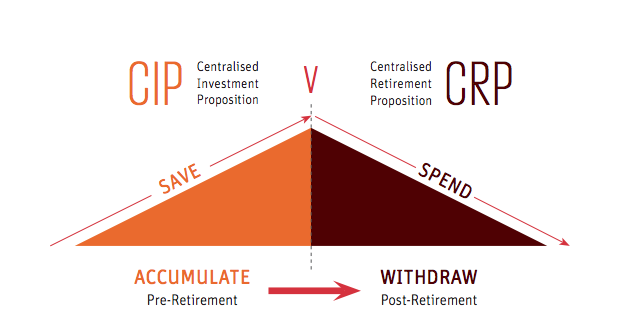 CIP
Centralised
Investment
Proposition
V
Centralised
Retirement
Proposition
CRP
SAVE
SPEND
ACCUMULATE
Pre-Retirement
WITHDRAW
Post-Retirement